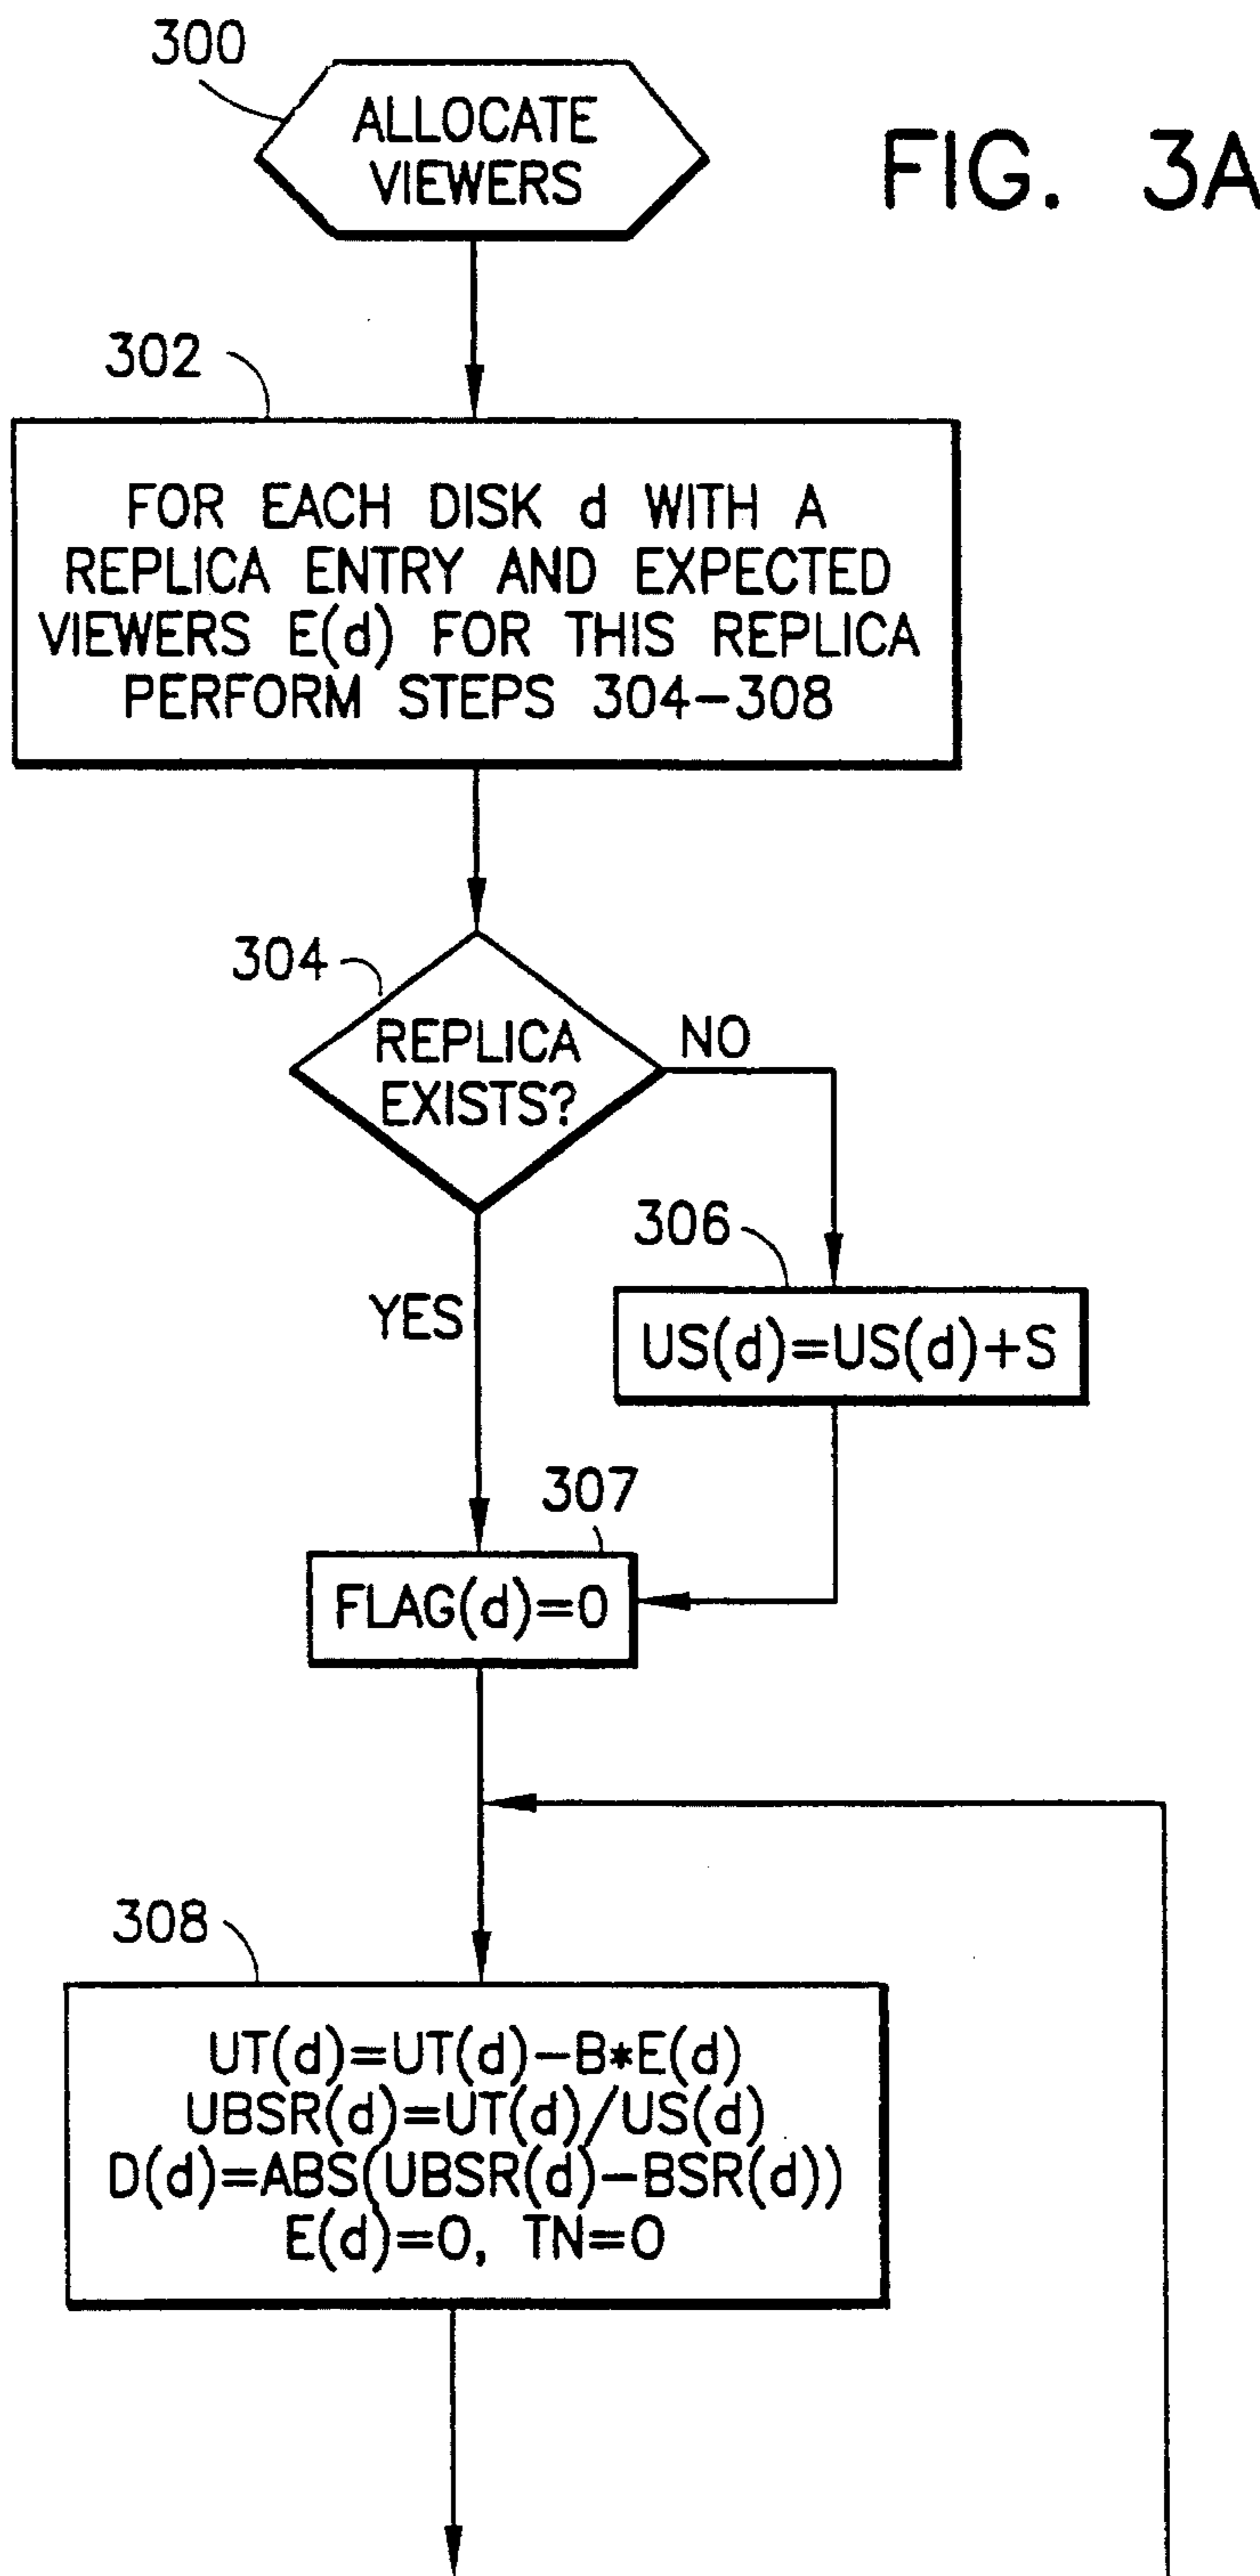 300
ALLOCATE
VIEWERS
FIG. 3A
302
FOR EACH DISK d WITH A
REPLICA ENTRY AND EXPECTED
VIEWERS E(d) FOR THIS REPLICA
PERFORM STEPS 304-308
304
REPLICA
EXISTS?
NO
306
US(d)=US(d)+S
YES
307
FLAG(d)=0
308
UT(d)=UT(d)-B*E(d)
UBSR(d)=UT(d)/US(d)
D(d)=ABS(UBSR(d)-BSR(d))
E(d)=0, TN=0